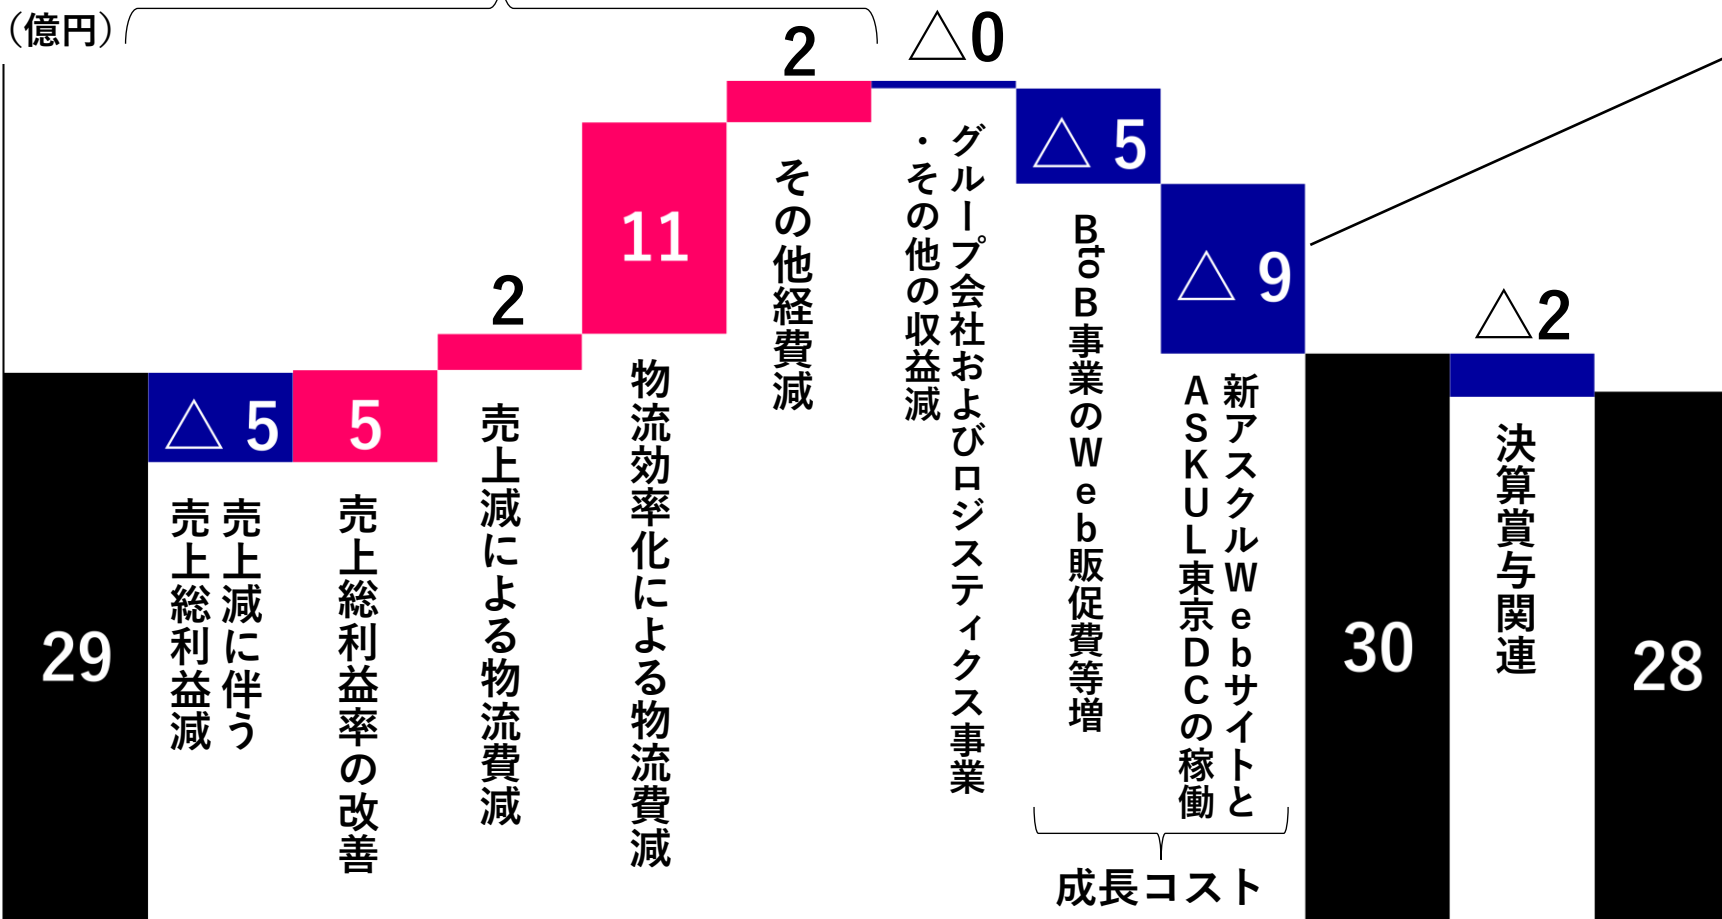 （億円）
29
△ 5
売上減に伴う
売上総利益減
5
売上総利益率の改善
2
売上減による物流費減
11
物流効率化による物流費減
2
その他経費減
△0
グループ会社およびロジスティクス事業
・その他の収益減
△ 5
BtoB事業のWeb販促費等増
△ 9
新アスクルWebサイトと
ASKUL東京DCの稼働
成長コスト
30
△2
決算賞与関連
28